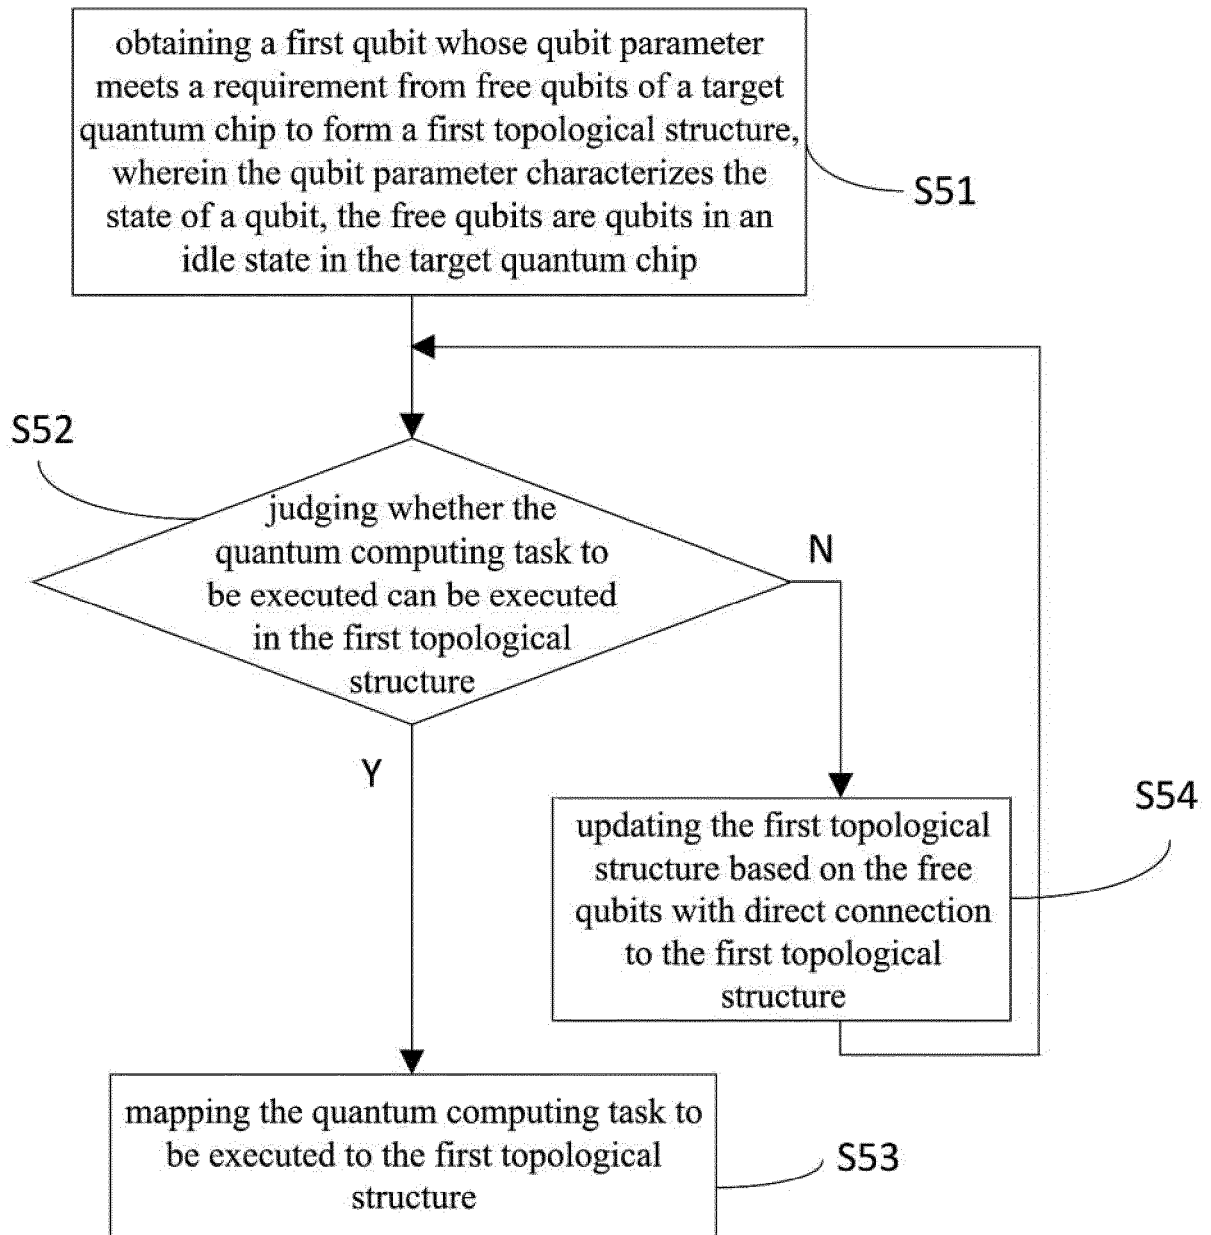 obtaining a first qubit whose qubit parameter
meets a requirement from free qubits of a target
quantum chip to form a first topological structure,
wherein the qubit parameter characterizes the
state of a qubit, the free qubits are qubits in an
idle state in the target quantum chip
S51
S52
judging whether the
quantum computing task to
be executed can be executed
in the first topological
structure
N
Y
S54
updating the first topological
structure based on the free
qubits with direct connection
to the first topological
structure
mapping the quantum computing task to
be executed to the first topological
structure
S53